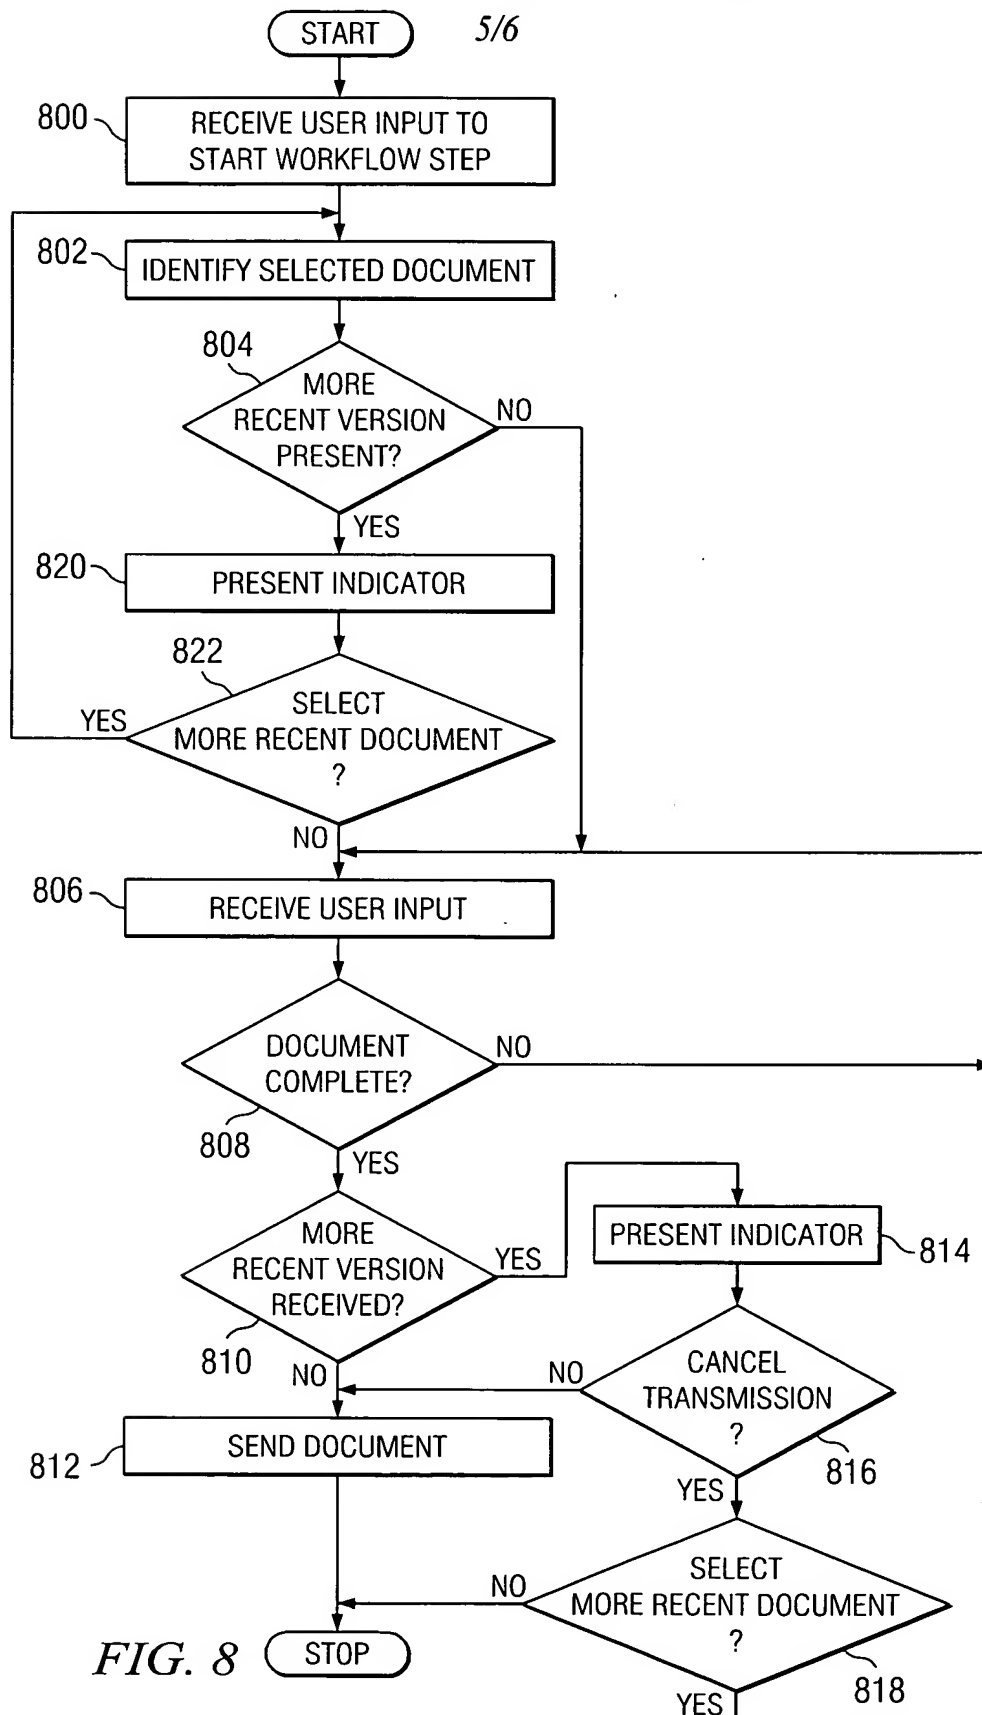 START
5/6
800
RECEIVE USER INPUT TO
START WORKFLOW STEP
802
IDENTIFY SELECTED DOCUMENT
804
MORE
RECENT VERSION
PRESENT?
NO
YES
820
PRESENT INDICATOR
822
SELECT
MORE RECENT DOCUMENT
?
YES
NO
806
RECEIVE USER INPUT
DOCUMENT
COMPLETE?
NO
808
YES
MORE
RECENT VERSION
RECEIVED?
YES
810
NO
PRESENT INDICATOR
814
CANCEL
TRANSMISSION
?
NO
816
YES
812
SEND DOCUMENT
SELECT
MORE RECENT DOCUMENT
?
NO
818
YES
STOP
FIG. 8